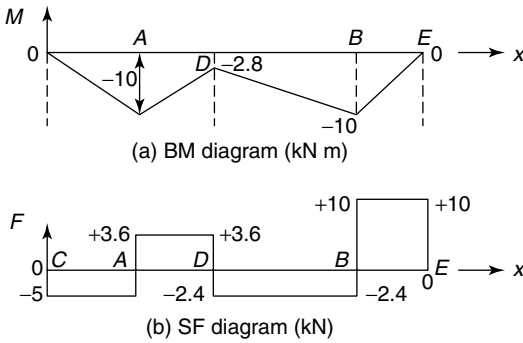 M
A B E
0 D −2.8 0 x
−10
−10
(a) BM diagram (kN m)
+10 +10
F
+3.6 +3.6
C A D B E x
0 0
−5 −2.4 −2.4
(b) SF diagram (kN)